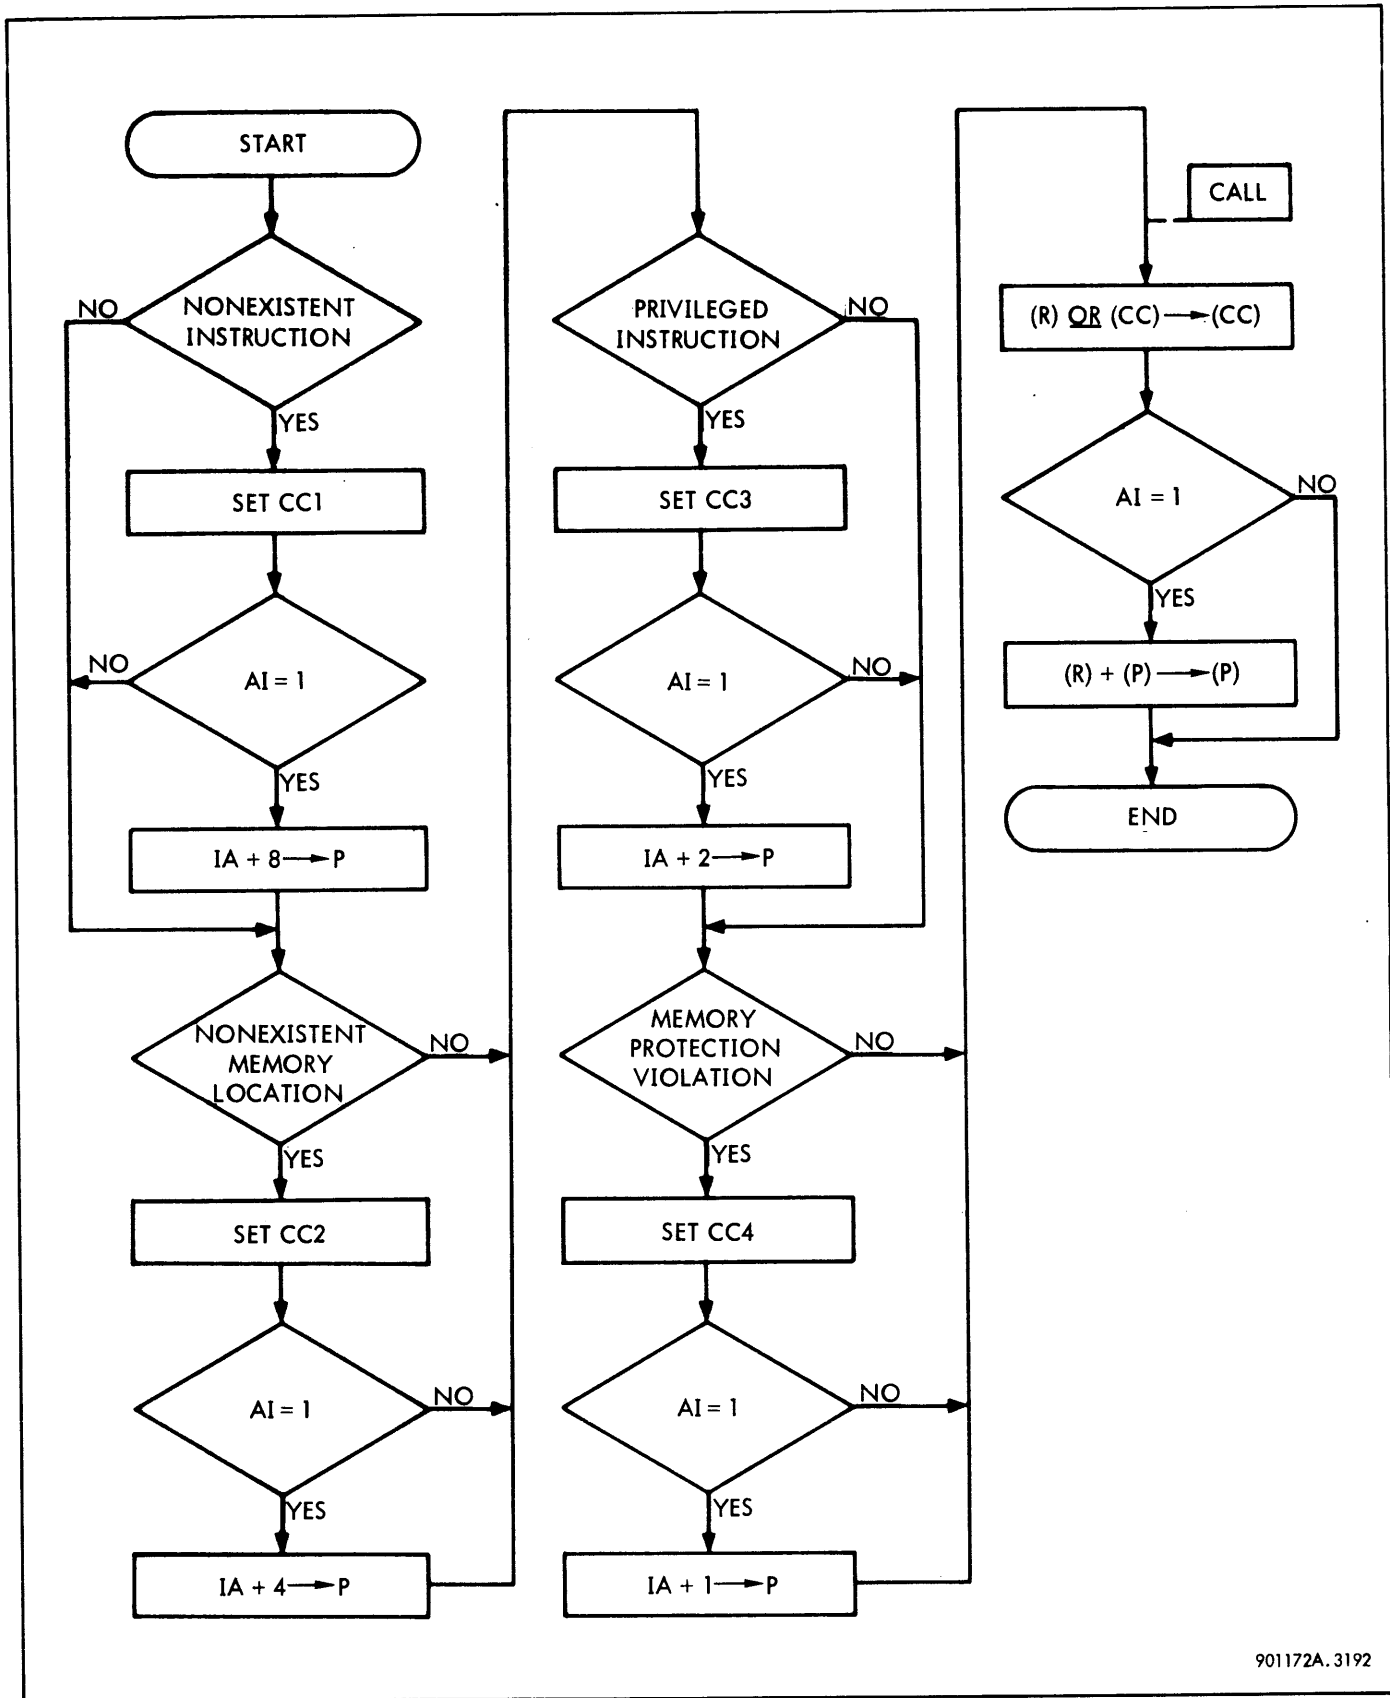 START
NONEXISTENT
INSTRUCTION
NO
YES
SET CC1
AI = 1
NO
YES
IA + 8 → P
NONEXISTENT
MEMORY
LOCATION
NO
YES
SET CC2
AI = 1
NO
YES
IA + 4 → P
PRIVILEGED
INSTRUCTION
NO
YES
SET CC3
AI = 1
NO
YES
IA + 2 → P
MEMORY
PROTECTION
VIOLATION
NO
YES
SET CC4
AI = 1
NO
YES
IA + 1 → P
CALL
(R) OR (CC) → (CC)
AI = 1
NO
YES
(R) + (P) → (P)
END
901172A.3192